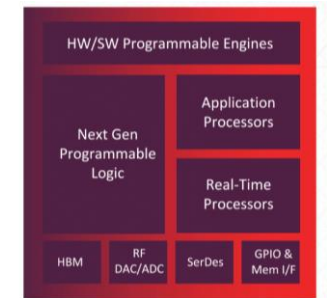 HW/SW Programmable Engines
Next Gen
Programmable
Logic
Application
Processors
Real-Time
Processors
HBM
RF
DAC/ADC
SerDes
GPIO &
Mem I/F